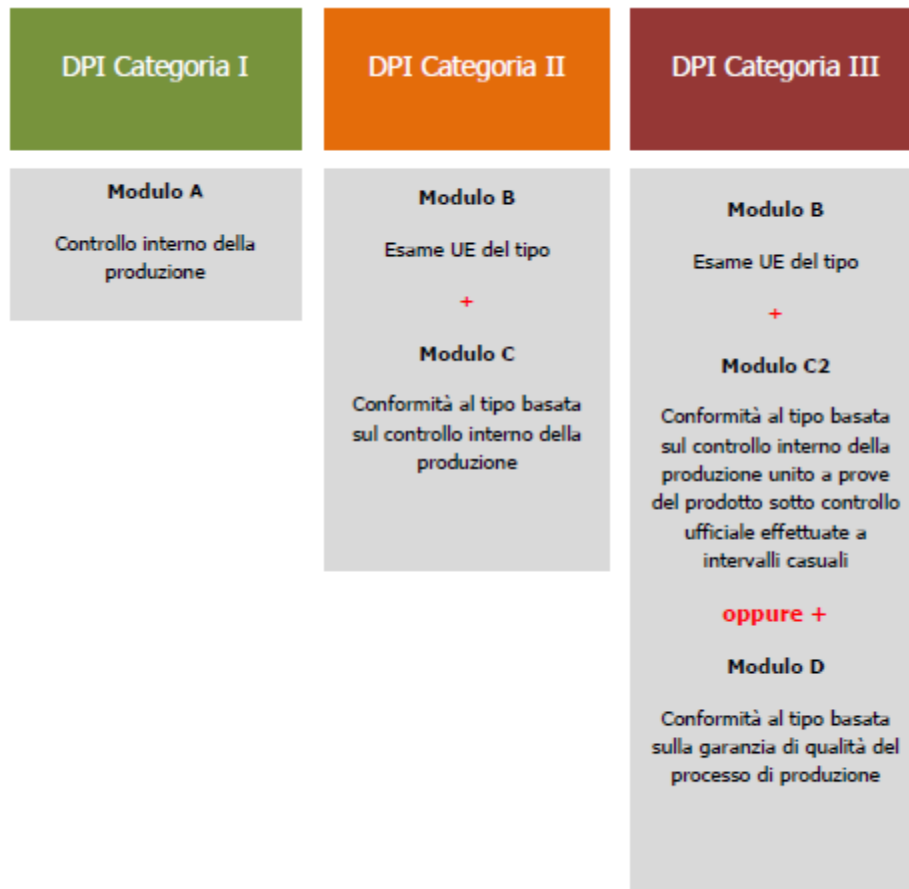 DPI Categoria I
Modulo A
Controllo interno della
produzione
DPI Categoria II
Modulo B
Esame UE del tipo
+
Modulo C
Conformità al tipo basata
sul controllo interno della
produzione
DPI Categoria III
Modulo B
Esame UE del tipo
+
Modulo C2
Conformità al tipo basata
sul controllo interno della
produzione unito a prove
del prodotto sotto controllo
ufficiale effettuate a
intervalli casuali
oppure +
Modulo D
Conformità al tipo basata
sulla garanzia di qualità del
processo di produzione